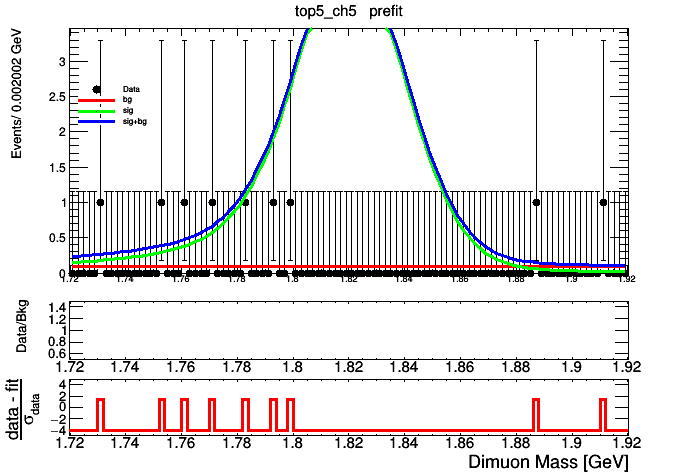 top5_ch5 prefit
Events/ 0.002002 GeV
3
2.5
2
1.5
1
0.5
0
Data
bg
sig
sig+bg
1.72 1.74 1.76 1.78 1.8 1.82 1.84 1.86 1.88 1.9 1.92
Data/Bkg
1.4
1.2
1
0.8
0.6
1.72 1.74 1.76 1.78 1.8 1.82 1.84 1.86 1.88 1.9 1.92
data - fit
σdata
4
2
0
−2
−4
1.72 1.74 1.76 1.78 1.8 1.82 1.84 1.86 1.88 1.9 1.92
Dimuon Mass [GeV]